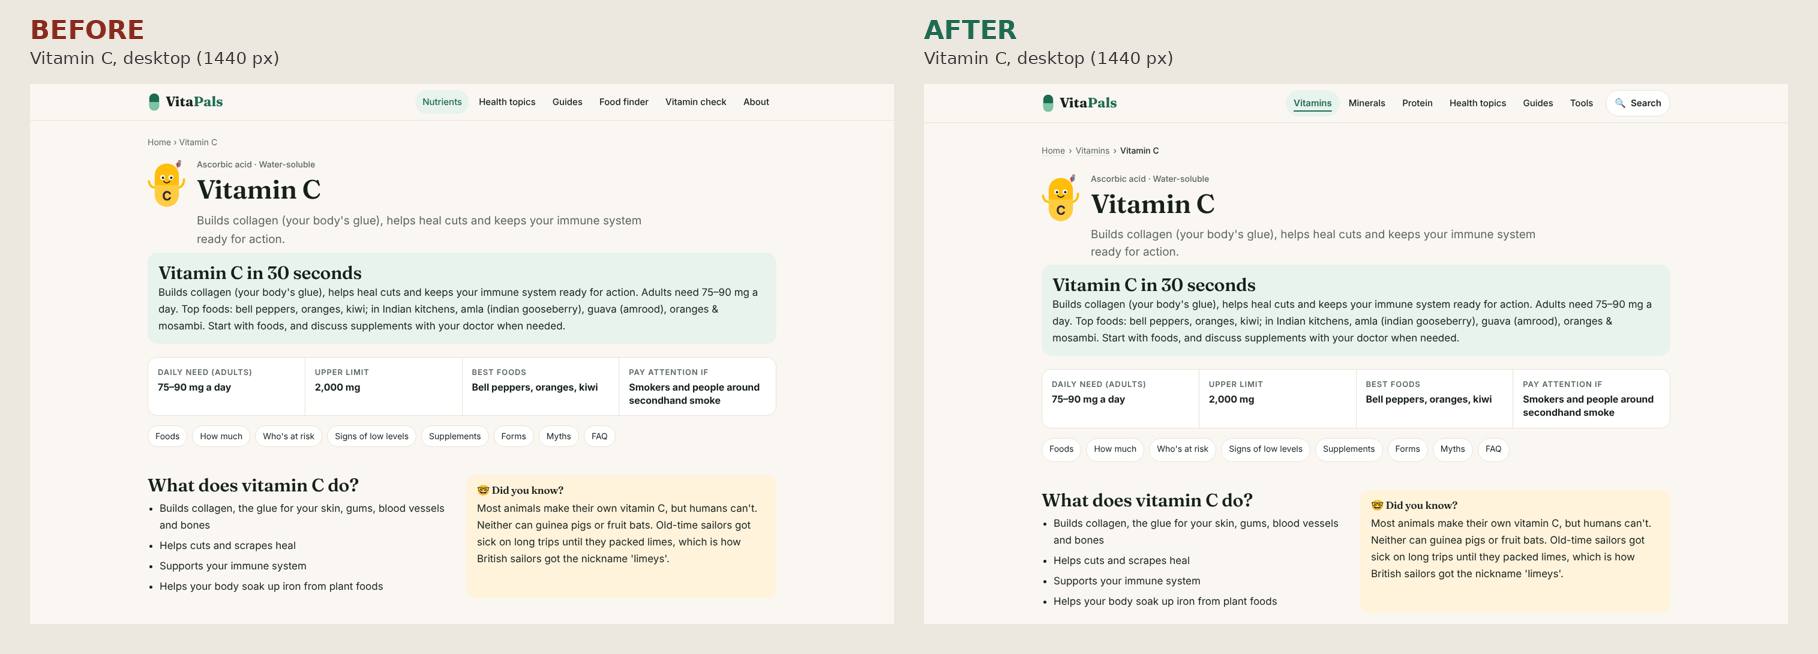 BEFORE
Vitamin C, desktop (1440 px)
VitaPals
Nutrients Health topics Guides Food finder Vitamin check About
Home › Vitamin C
Ascorbic acid · Water-soluble
C
Vitamin C
Builds collagen (your body's glue), helps heal cuts and keeps your immune system
ready for action.
Vitamin C in 30 seconds
Builds collagen (your body's glue), helps heal cuts and keeps your immune system ready for action. Adults need 75–90 mg a
day. Top foods: bell peppers, oranges, kiwi; in Indian kitchens, amla (indian gooseberry), guava (amrood), oranges &
mosambi. Start with foods, and discuss supplements with your doctor when needed.
DAILY NEED (ADULTS)
75–90 mg a day
UPPER LIMIT
2,000 mg
BEST FOODS
Bell peppers, oranges, kiwi
PAY ATTENTION IF
Smokers and people around
secondhand smoke
Foods How much Who's at risk Signs of low levels Supplements Forms Myths FAQ
What does vitamin C do?
• Builds collagen, the glue for your skin, gums, blood vessels
and bones
• Helps cuts and scrapes heal
• Supports your immune system
• Helps your body soak up iron from plant foods
🤓 Did you know?
Most animals make their own vitamin C, but humans can't.
Neither can guinea pigs or fruit bats. Old-time sailors got
sick on long trips until they packed limes, which is how
British sailors got the nickname 'limeys'.
AFTER
Vitamin C, desktop (1440 px)
VitaPals
Vitamins Minerals Protein Health topics Guides Tools 🔍 Search
Home › Vitamins › Vitamin C
Ascorbic acid · Water-soluble
C
Vitamin C
Builds collagen (your body's glue), helps heal cuts and keeps your immune system
ready for action.
Vitamin C in 30 seconds
Builds collagen (your body's glue), helps heal cuts and keeps your immune system ready for action. Adults need 75–90 mg a
day. Top foods: bell peppers, oranges, kiwi; in Indian kitchens, amla (indian gooseberry), guava (amrood), oranges &
mosambi. Start with foods, and discuss supplements with your doctor when needed.
DAILY NEED (ADULTS)
75–90 mg a day
UPPER LIMIT
2,000 mg
BEST FOODS
Bell peppers, oranges, kiwi
PAY ATTENTION IF
Smokers and people around
secondhand smoke
Foods How much Who's at risk Signs of low levels Supplements Forms Myths FAQ
What does vitamin C do?
• Builds collagen, the glue for your skin, gums, blood vessels
and bones
• Helps cuts and scrapes heal
• Supports your immune system
• Helps your body soak up iron from plant foods
🤓 Did you know?
Most animals make their own vitamin C, but humans can't.
Neither can guinea pigs or fruit bats. Old-time sailors got
sick on long trips until they packed limes, which is how
British sailors got the nickname 'limeys'.